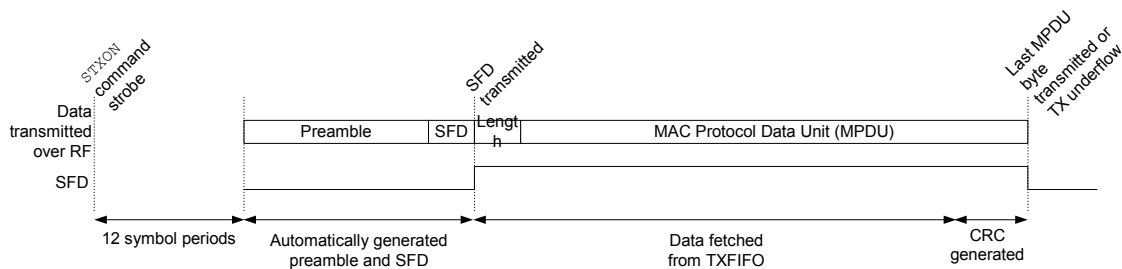 STXON
command
strobe
SFD
transmitted
Last MPDU
byte
transmitted or
TX underflow
Data
transmitted
over RF
Preamble
SFD
Lengt
h
MAC Protocol Data Unit (MPDU)
SFD
12 symbol periods
Automatically generated
preamble and SFD
Data fetched
from TXFIFO
CRC
generated